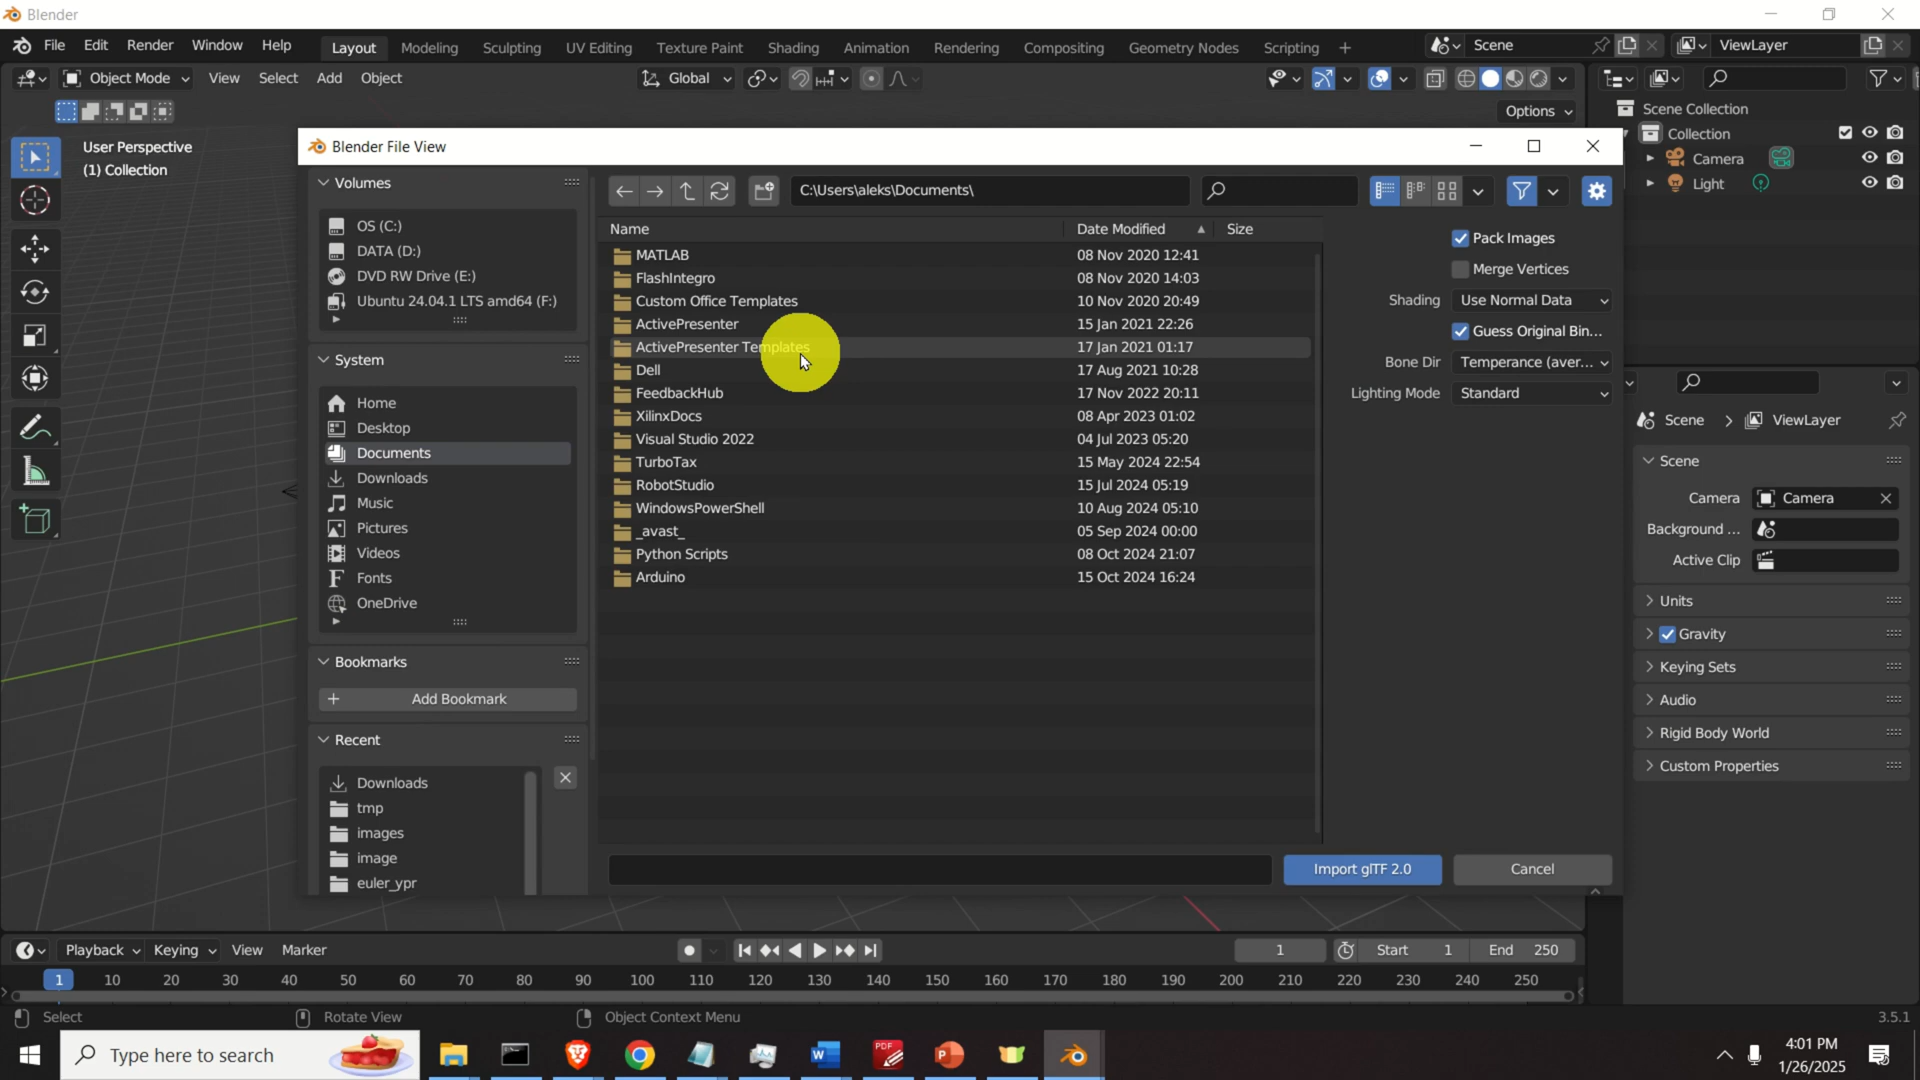 Blender
File Edit Render Window Help Layout Modeling Sculpting UV Editing Texture Paint Shading Animation Rendering Compositing Geometry Nodes Scripting + Scene ViewLayer
Object Mode View Select Add Object Global
Options
User Perspective
(1) Collection
Scene Collection
Collection
Camera
Light
Blender File View
Volumes
OS (C:)
DATA (D:)
DVD RW Drive (E:)
Ubuntu 24.04.1 LTS amd64 (F:)
System
Home
Desktop
Documents
Downloads
Music
Pictures
Videos
Fonts
OneDrive
Bookmarks
Add Bookmark
Recent
Downloads
tmp
images
image
euler_ypr
C:\Users\aleks\Documents\
Name Date Modified Size
MATLAB 08 Nov 2020 12:41
FlashIntegro 08 Nov 2020 14:03
Custom Office Templates 10 Nov 2020 20:49
ActivePresenter 15 Jan 2021 22:26
ActivePresenter Templates 17 Jan 2021 01:17
Dell 17 Aug 2021 10:28
FeedbackHub 17 Nov 2022 20:11
XilinxDocs 08 Apr 2023 01:02
Visual Studio 2022 04 Jul 2023 05:20
TurboTax 15 May 2024 22:54
RobotStudio 15 Jul 2024 05:19
WindowsPowerShell 10 Aug 2024 05:10
_avast_ 05 Sep 2024 00:00
Python Scripts 08 Oct 2024 21:07
Arduino 15 Oct 2024 16:24
Pack Images
Merge Vertices
Shading Use Normal Data
Guess Original Bin...
Bone Dir Temperance (aver...
Lighting Mode Standard
Import glTF 2.0 Cancel
Scene > ViewLayer
Scene
Camera Camera
Background ...
Active Clip
Units
Gravity
Keying Sets
Audio
Rigid Body World
Custom Properties
Playback Keying View Marker 1 Start 1 End 250
1 10 20 30 40 50 60 70 80 90 100 110 120 130 140 150 160 170 180 190 200 210 220 230 240 250
Select Rotate View Object Context Menu 3.5.1
Type here to search
PDF
4:01 PM
1/26/2025